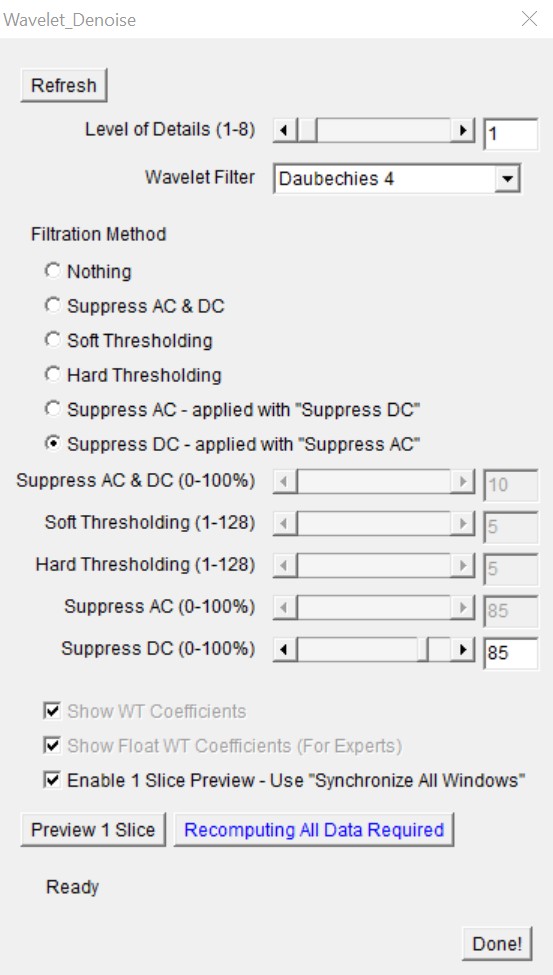 Wavelet_Denoise
Refresh
Level of Details (1-8) 1
Wavelet Filter Daubechies 4
Filtration Method
Nothing
Suppress AC & DC
Soft Thresholding
Hard Thresholding
Suppress AC - applied with "Suppress DC"
Suppress DC - applied with "Suppress AC"
Suppress AC & DC (0-100%) 10
Soft Thresholding (1-128) 5
Hard Thresholding (1-128) 5
Suppress AC (0-100%) 85
Suppress DC (0-100%) 85
Show WT Coefficients
Show Float WT Coefficients (For Experts)
Enable 1 Slice Preview - Use "Synchronize All Windows"
Preview 1 Slice Recomputing All Data Required
Ready
Done!